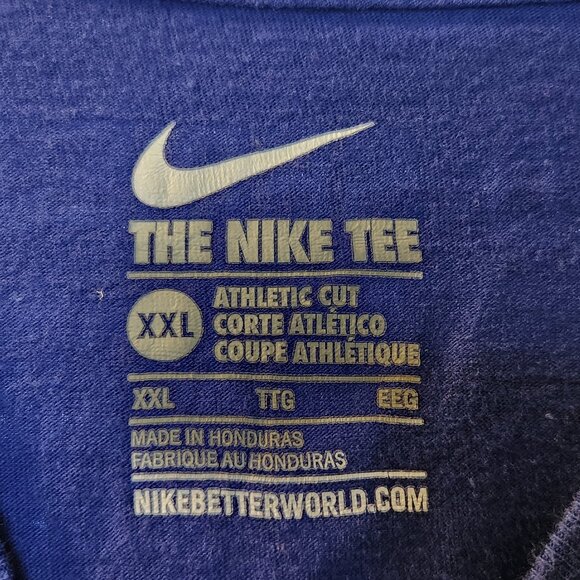 THE NIKE TEE
XXL
ATHLETIC CUT
CORTE ATLÉTICO
COUPE ATHLÉTIQUE
XXL TTG EEG
MADE IN HONDURAS
FABRIQUE AU HONDURAS
NIKEBETTERWORLD.COM